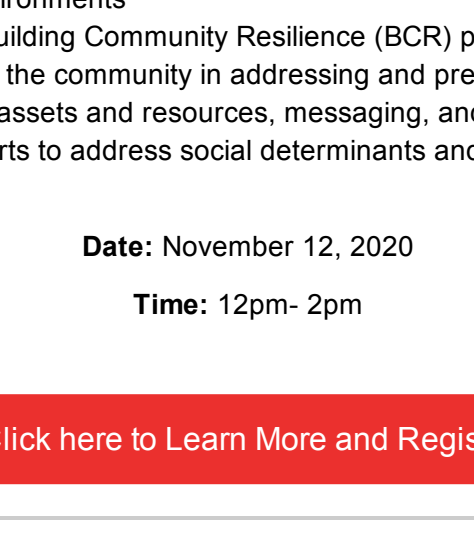 ironments
uilding Community Resilience (BCR) p
the community in addressing and pre
assets and resources, messaging, and
rts to address social determinants and
Date: November 12, 2020
Time: 12pm- 2pm
lick here to Learn More and Regis